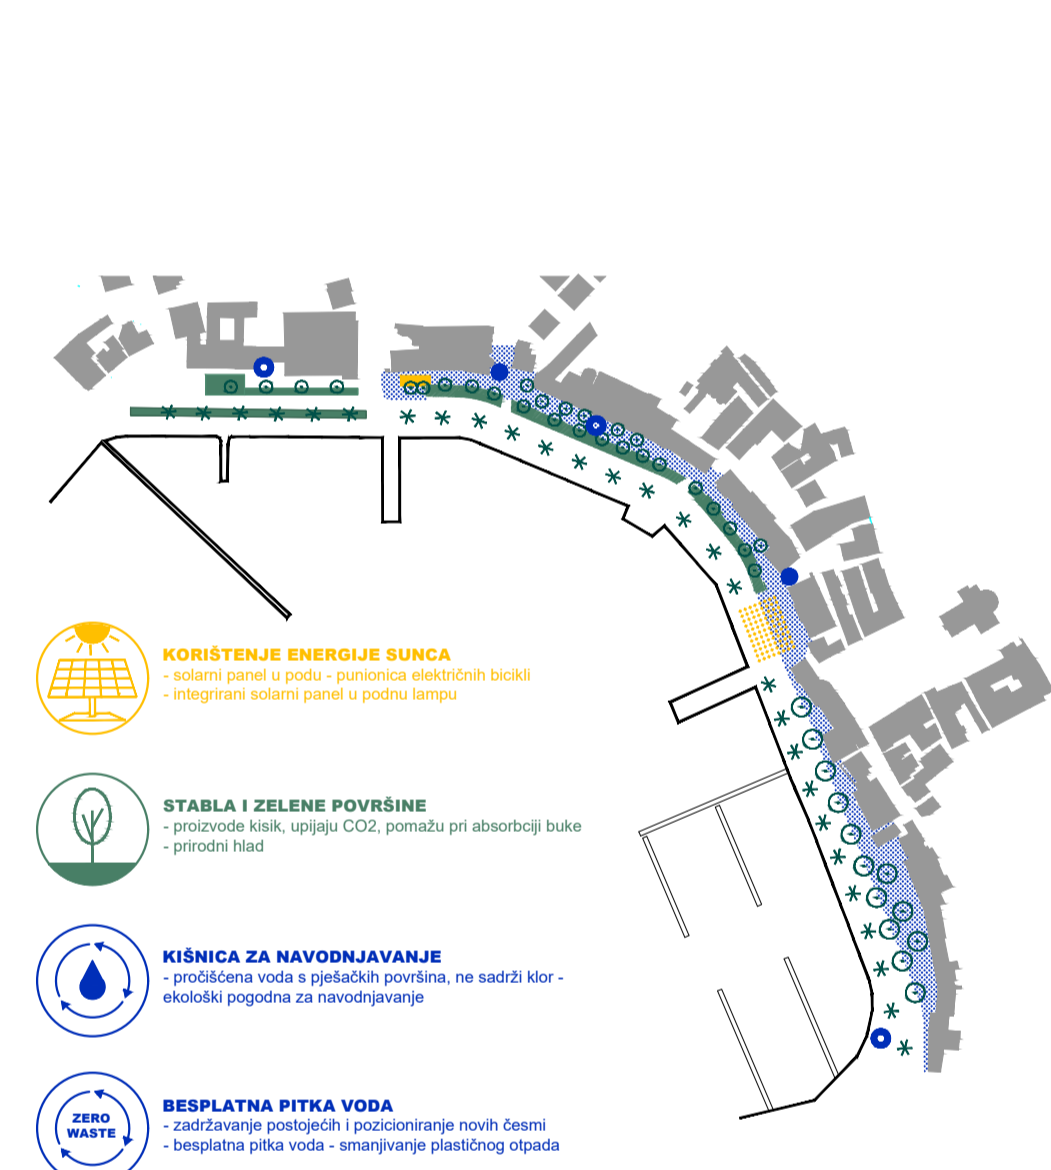 KORIŠTENJE ENERGIJE SUNCA
- solarni panel u podu - punionica električnih bicikli
- integrirani solarni panel u podnu lampu
STABLA I ZELENE POVRŠINE
- proizvode kisik, upijaju CO2, pomažu pri absorbciji buke
- prirodni hlad
KIŠNICA ZA NAVODNJAVANJE
- pročišćena voda s pješačkih površina, ne sadrži klor -
ekološki pogodna za navodnjavanje
ZERO
WASTE
BESPLATNA PITKA VODA
- zadržavanje postojećih i pozicioniranje novih česmi
- besplatna pitka voda - smanjivanje plastičnog otpada